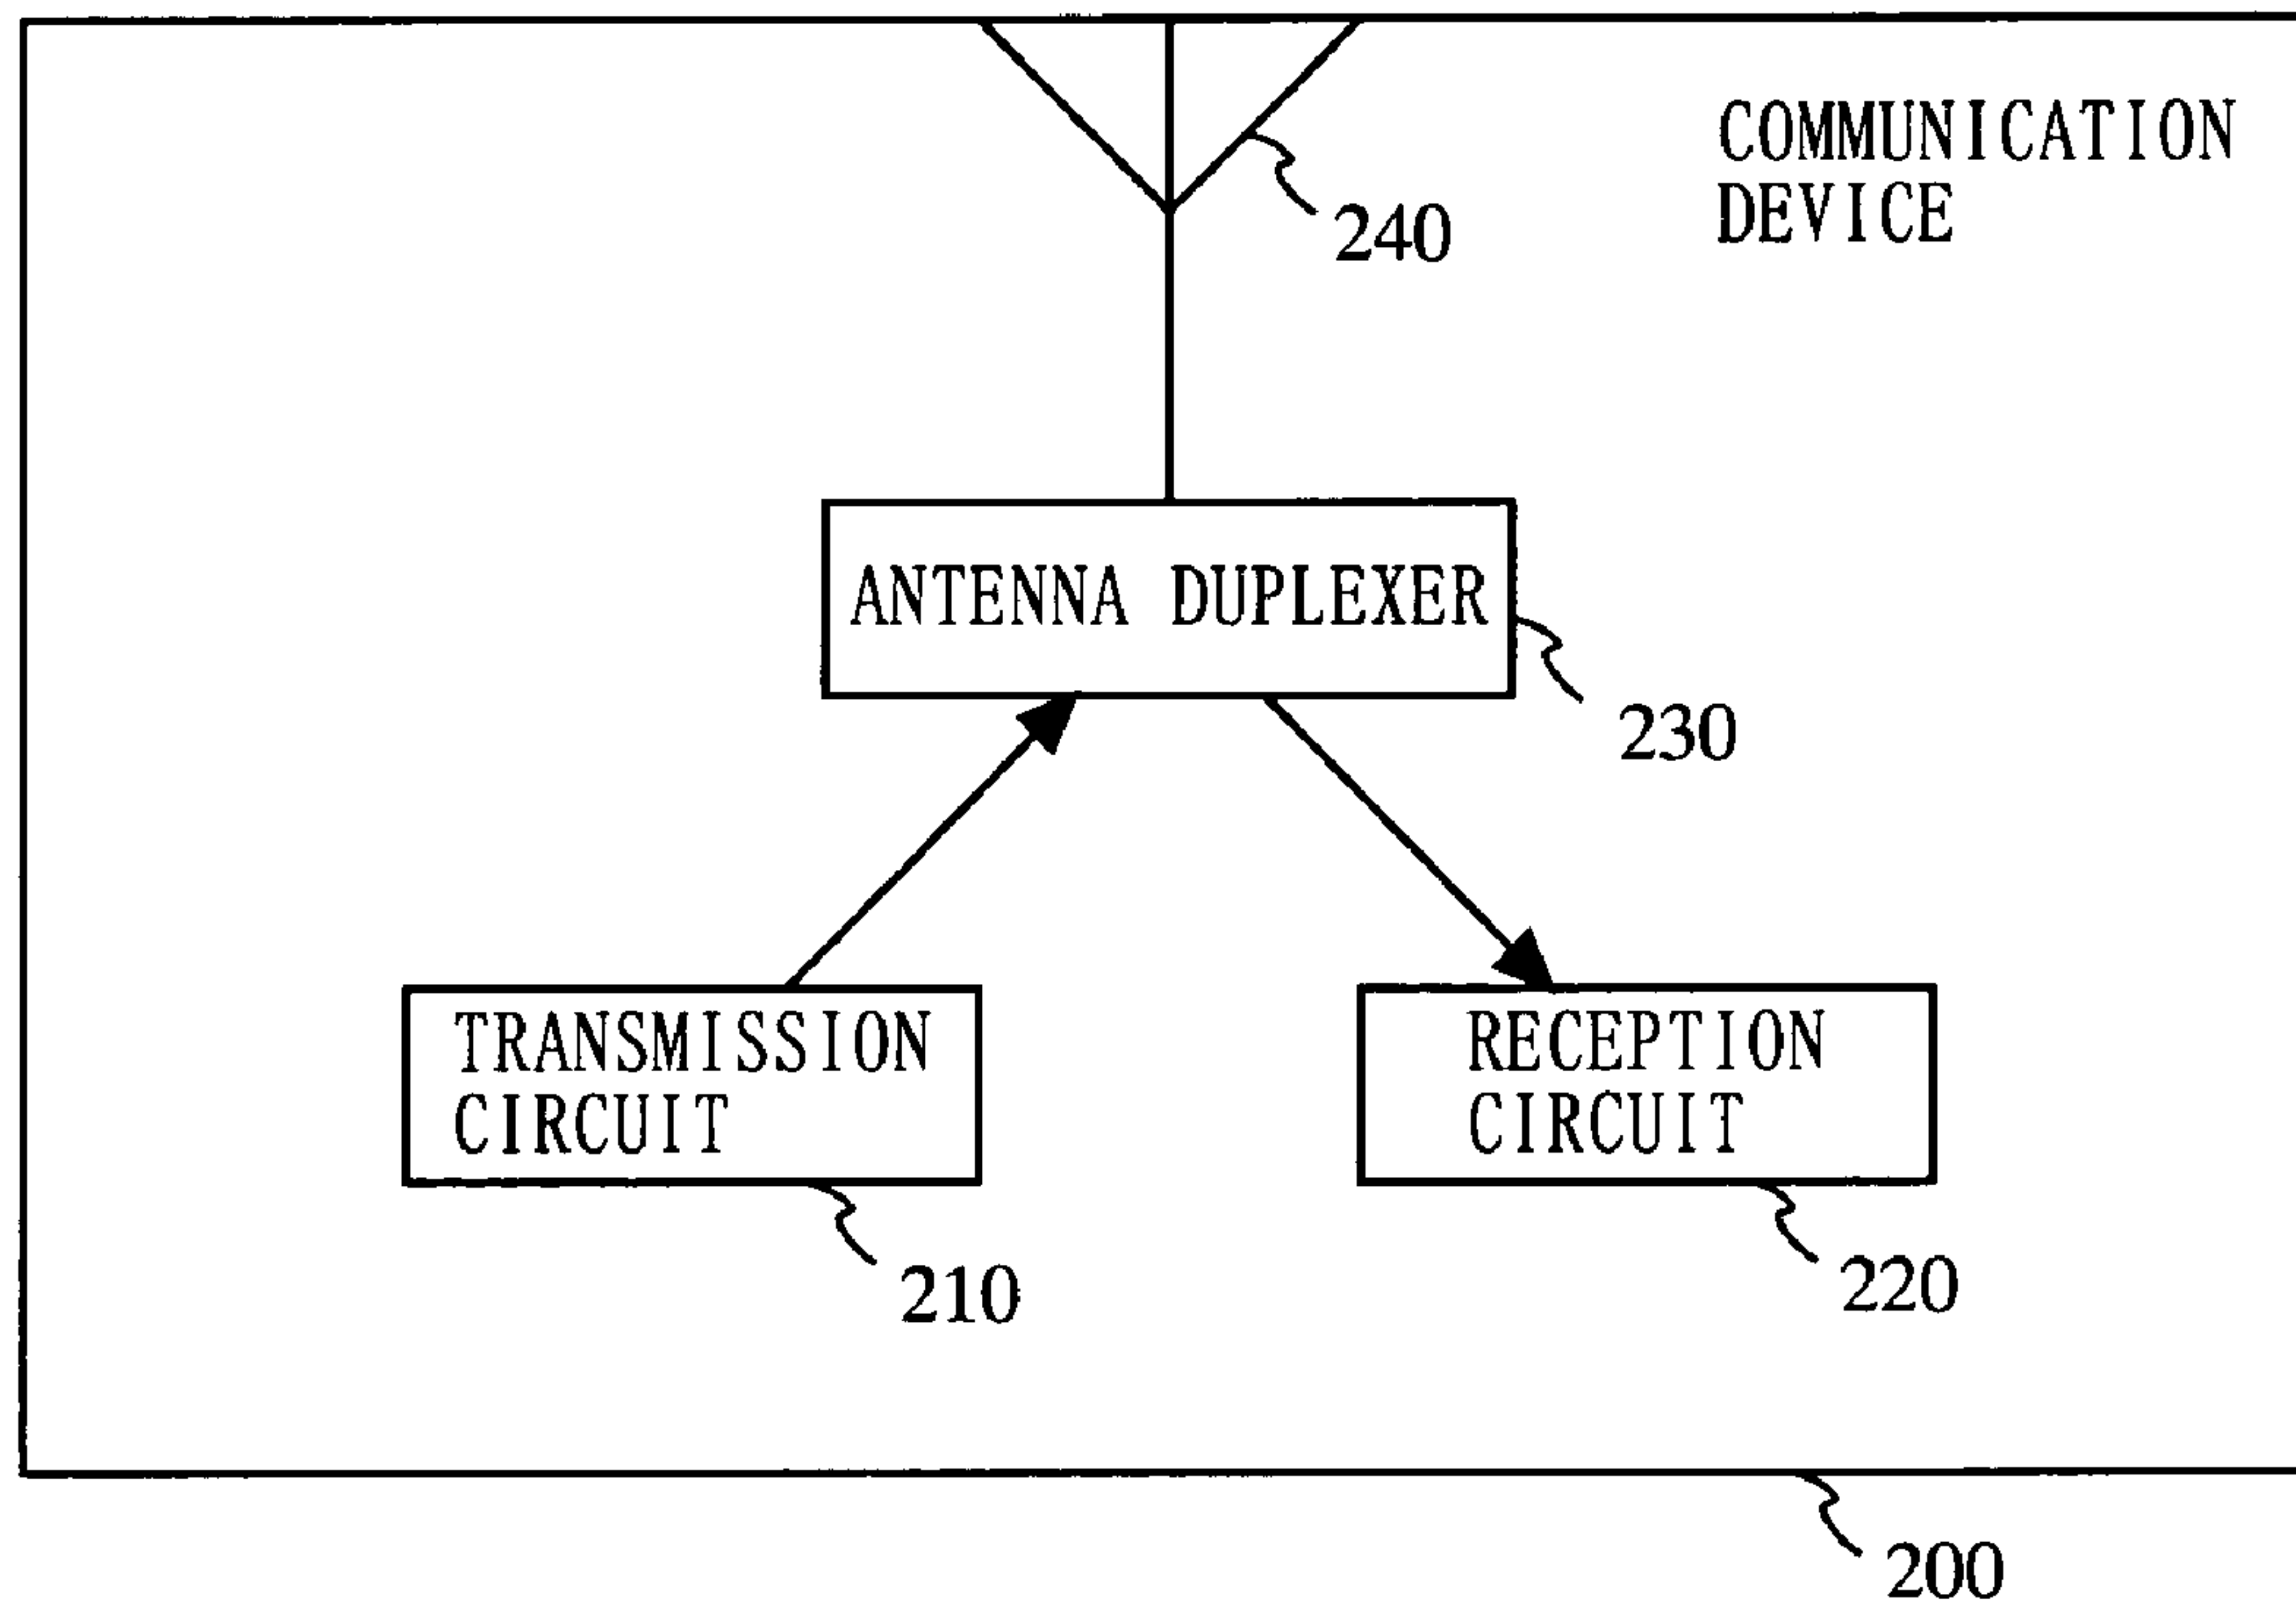 COMMUNICATION
DEVICE
240
ANTENNA DUPLEXER
230
TRANSMISSION
CIRCUIT
RECEPTION
CIRCUIT
210
220
200